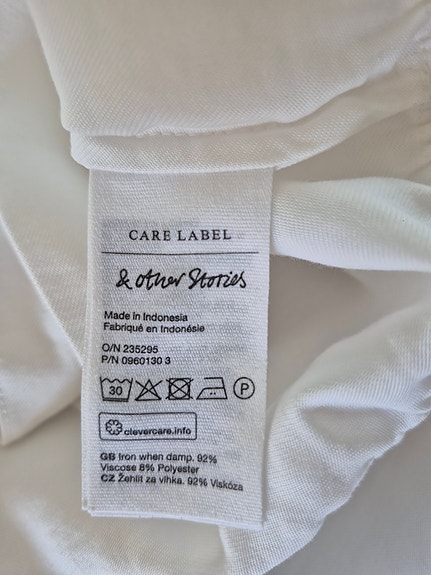 CARE LABEL
& other Stories
Made in Indonesia
Fabriqué en Indonésie
O/N 235295
P/N 0960130 3
30 P
clevercare.info
GB Iron when damp. 92%
Viscose 8% Polyester
CZ Žehlit za vlhka. 92% Viskóza